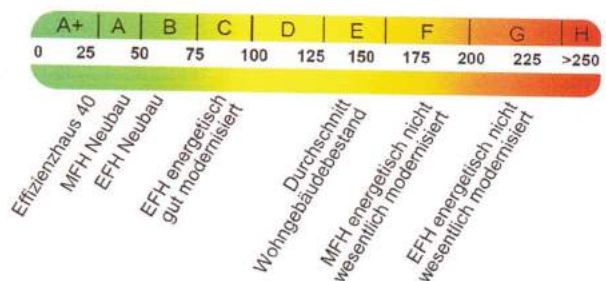 A+ A B C D E F G H
0 25 50 75 100 125 150 175 200 225 >250
Effizienzhaus 40
MFH Neubau
EFH Neubau
EFH energetisch
gut modernisiert
Durchschnitt
Wohngebäudebestand
MFH energetisch nicht
wesentlich modernisiert
EFH energetisch nicht
wesentlich modernisiert